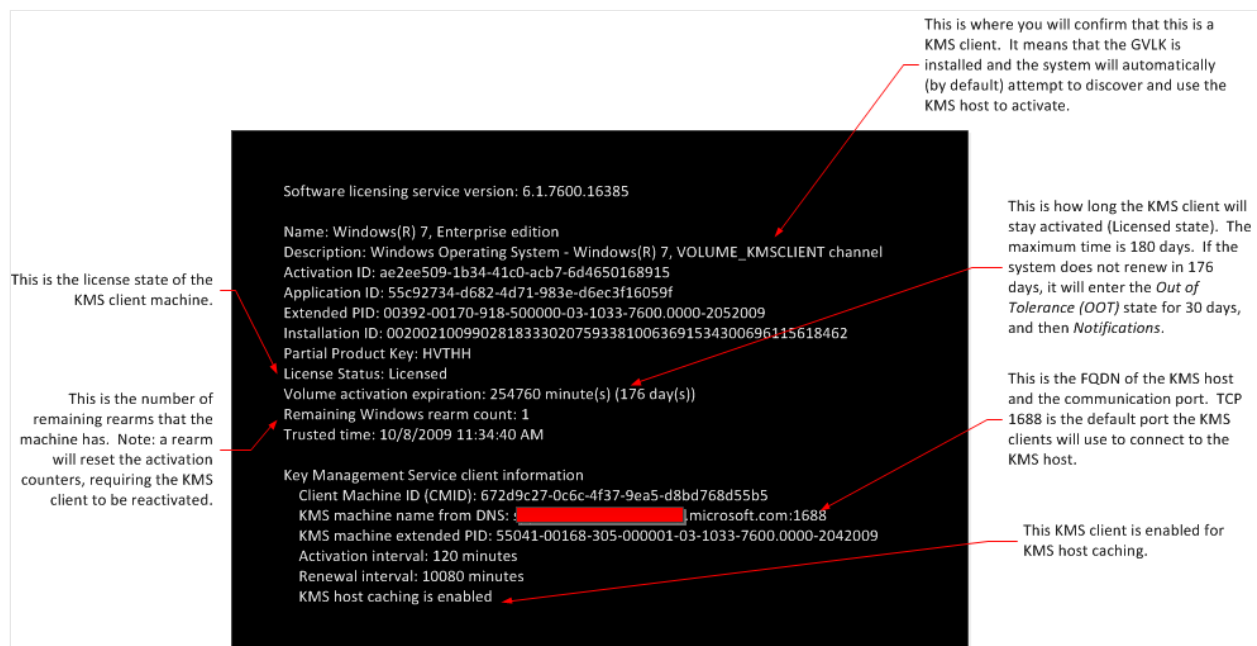 This is where you will confirm that this is a
KMS client. It means that the GVLK is
installed and the system will automatically
(by default) attempt to discover and use the
KMS host to activate.
Software licensing service version: 6.1.7600.16385
Name: Windows(R) 7, Enterprise edition
Description: Windows Operating System - Windows(R) 7, VOLUME_KMSCLIENT channel
Activation ID: ae2ee509-1b34-41c0-acb7-6d4650168915
Application ID: 55c92734-d682-4d71-983e-d6ec3f16059f
Extended PID: 00392-00170-918-500000-03-1033-7600.0000-2052009
Installation ID: 002002100990281833302075933810063691534300696115618462
Partial Product Key: HVTHH
License Status: Licensed
Volume activation expiration: 254760 minute(s) (176 day(s))
Remaining Windows rearm count: 1
Trusted time: 10/8/2009 11:34:40 AM
Key Management Service client information
Client Machine ID (CMID): 672d9c27-0c6c-4f37-9ea5-d8bd768d55b5
KMS machine name from DNS: s .microsoft.com:1688
KMS machine extended PID: 55041-00168-305-000001-03-1033-7600.0000-2042009
Activation interval: 120 minutes
Renewal interval: 10080 minutes
KMS host caching is enabled
This is the license state of the
KMS client machine.
This is the number of
remaining rearms that the
machine has. Note: a rearm
will reset the activation
counters, requiring the KMS
client to be reactivated.
This is how long the KMS client will
stay activated (Licensed state). The
maximum time is 180 days. If the
system does not renew in 176
days, it will enter the Out of
Tolerance (OOT) state for 30 days,
and then Notifications.
This is the FQDN of the KMS host
and the communication port. TCP
1688 is the default port the KMS
clients will use to connect to the
KMS host.
This KMS client is enabled for
KMS host caching.